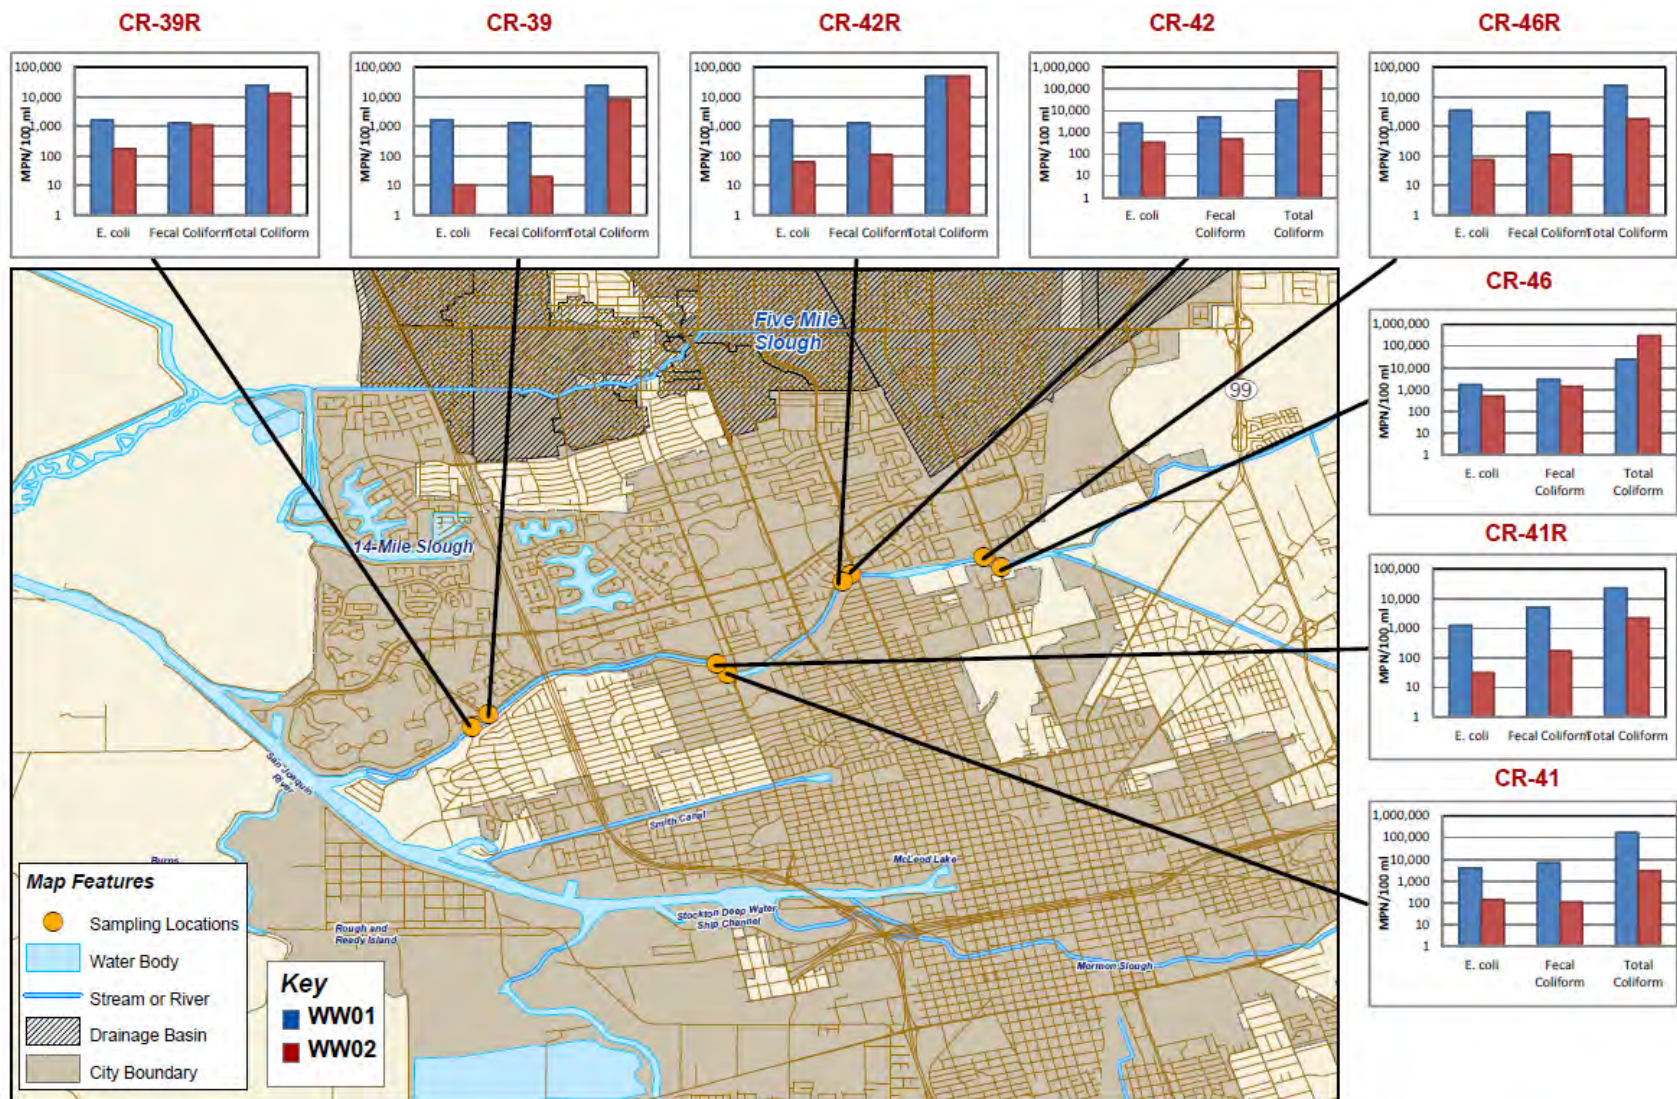 CR-39R
CR-39
CR-42R
CR-42
CR-46R
MPN/100 ml
100,000
10,000
1,000
100
10
1
E. coli Fecal Coliform Total Coliform
MPN/100 ml
100,000
10,000
1,000
100
10
1
E. coli Fecal Coliform Total Coliform
MPN/100 ml
100,000
10,000
1,000
100
10
1
E. coli Fecal Coliform Total Coliform
MPN/100 ml
1,000,000
100,000
10,000
1,000
100
10
1
E. coli Fecal Total
Coliform Coliform
MPN/100 ml
100,000
10,000
1,000
100
10
1
E. coli Fecal Coliform Total Coliform
CR-46
MPN/100 ml
1,000,000
100,000
10,000
1,000
100
10
1
E. coli Fecal Total
Coliform Coliform
CR-41R
MPN/100 ml
100,000
10,000
1,000
100
10
1
E. coli Fecal Coliform Total Coliform
CR-41
MPN/100 ml
1,000,000
100,000
10,000
1,000
100
10
1
E. coli Fecal Total
Coliform Coliform
Five Mile
Slough
99
14-Mile Slough
San Joaquin
River
Smith Canal
McLeod Lake
Burns
Stockton Deep Water
Ship Channel
Rough and
Ready Island
Mormon Slough
Map Features
Sampling Locations
Water Body
Stream or River
Drainage Basin
City Boundary
Key
WW01
WW02